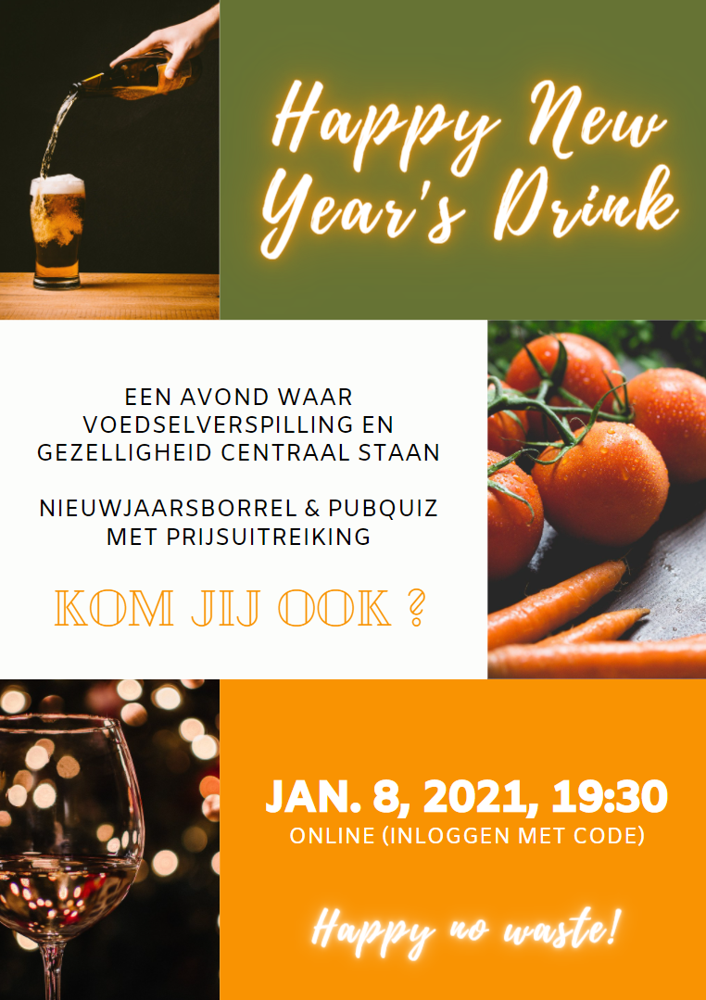 Happy New
Year's Drink
EEN AVOND WAAR
VOEDSELVERSPILLING EN
GEZELLIGHEID CENTRAAL STAAN
NIEUWJAARSBORREL & PUBQUIZ
MET PRIJSUITREIKING
KOM JIJ OOK ?
JAN. 8, 2021, 19:30
ONLINE (INLOGGEN MET CODE)
Happy no waste!